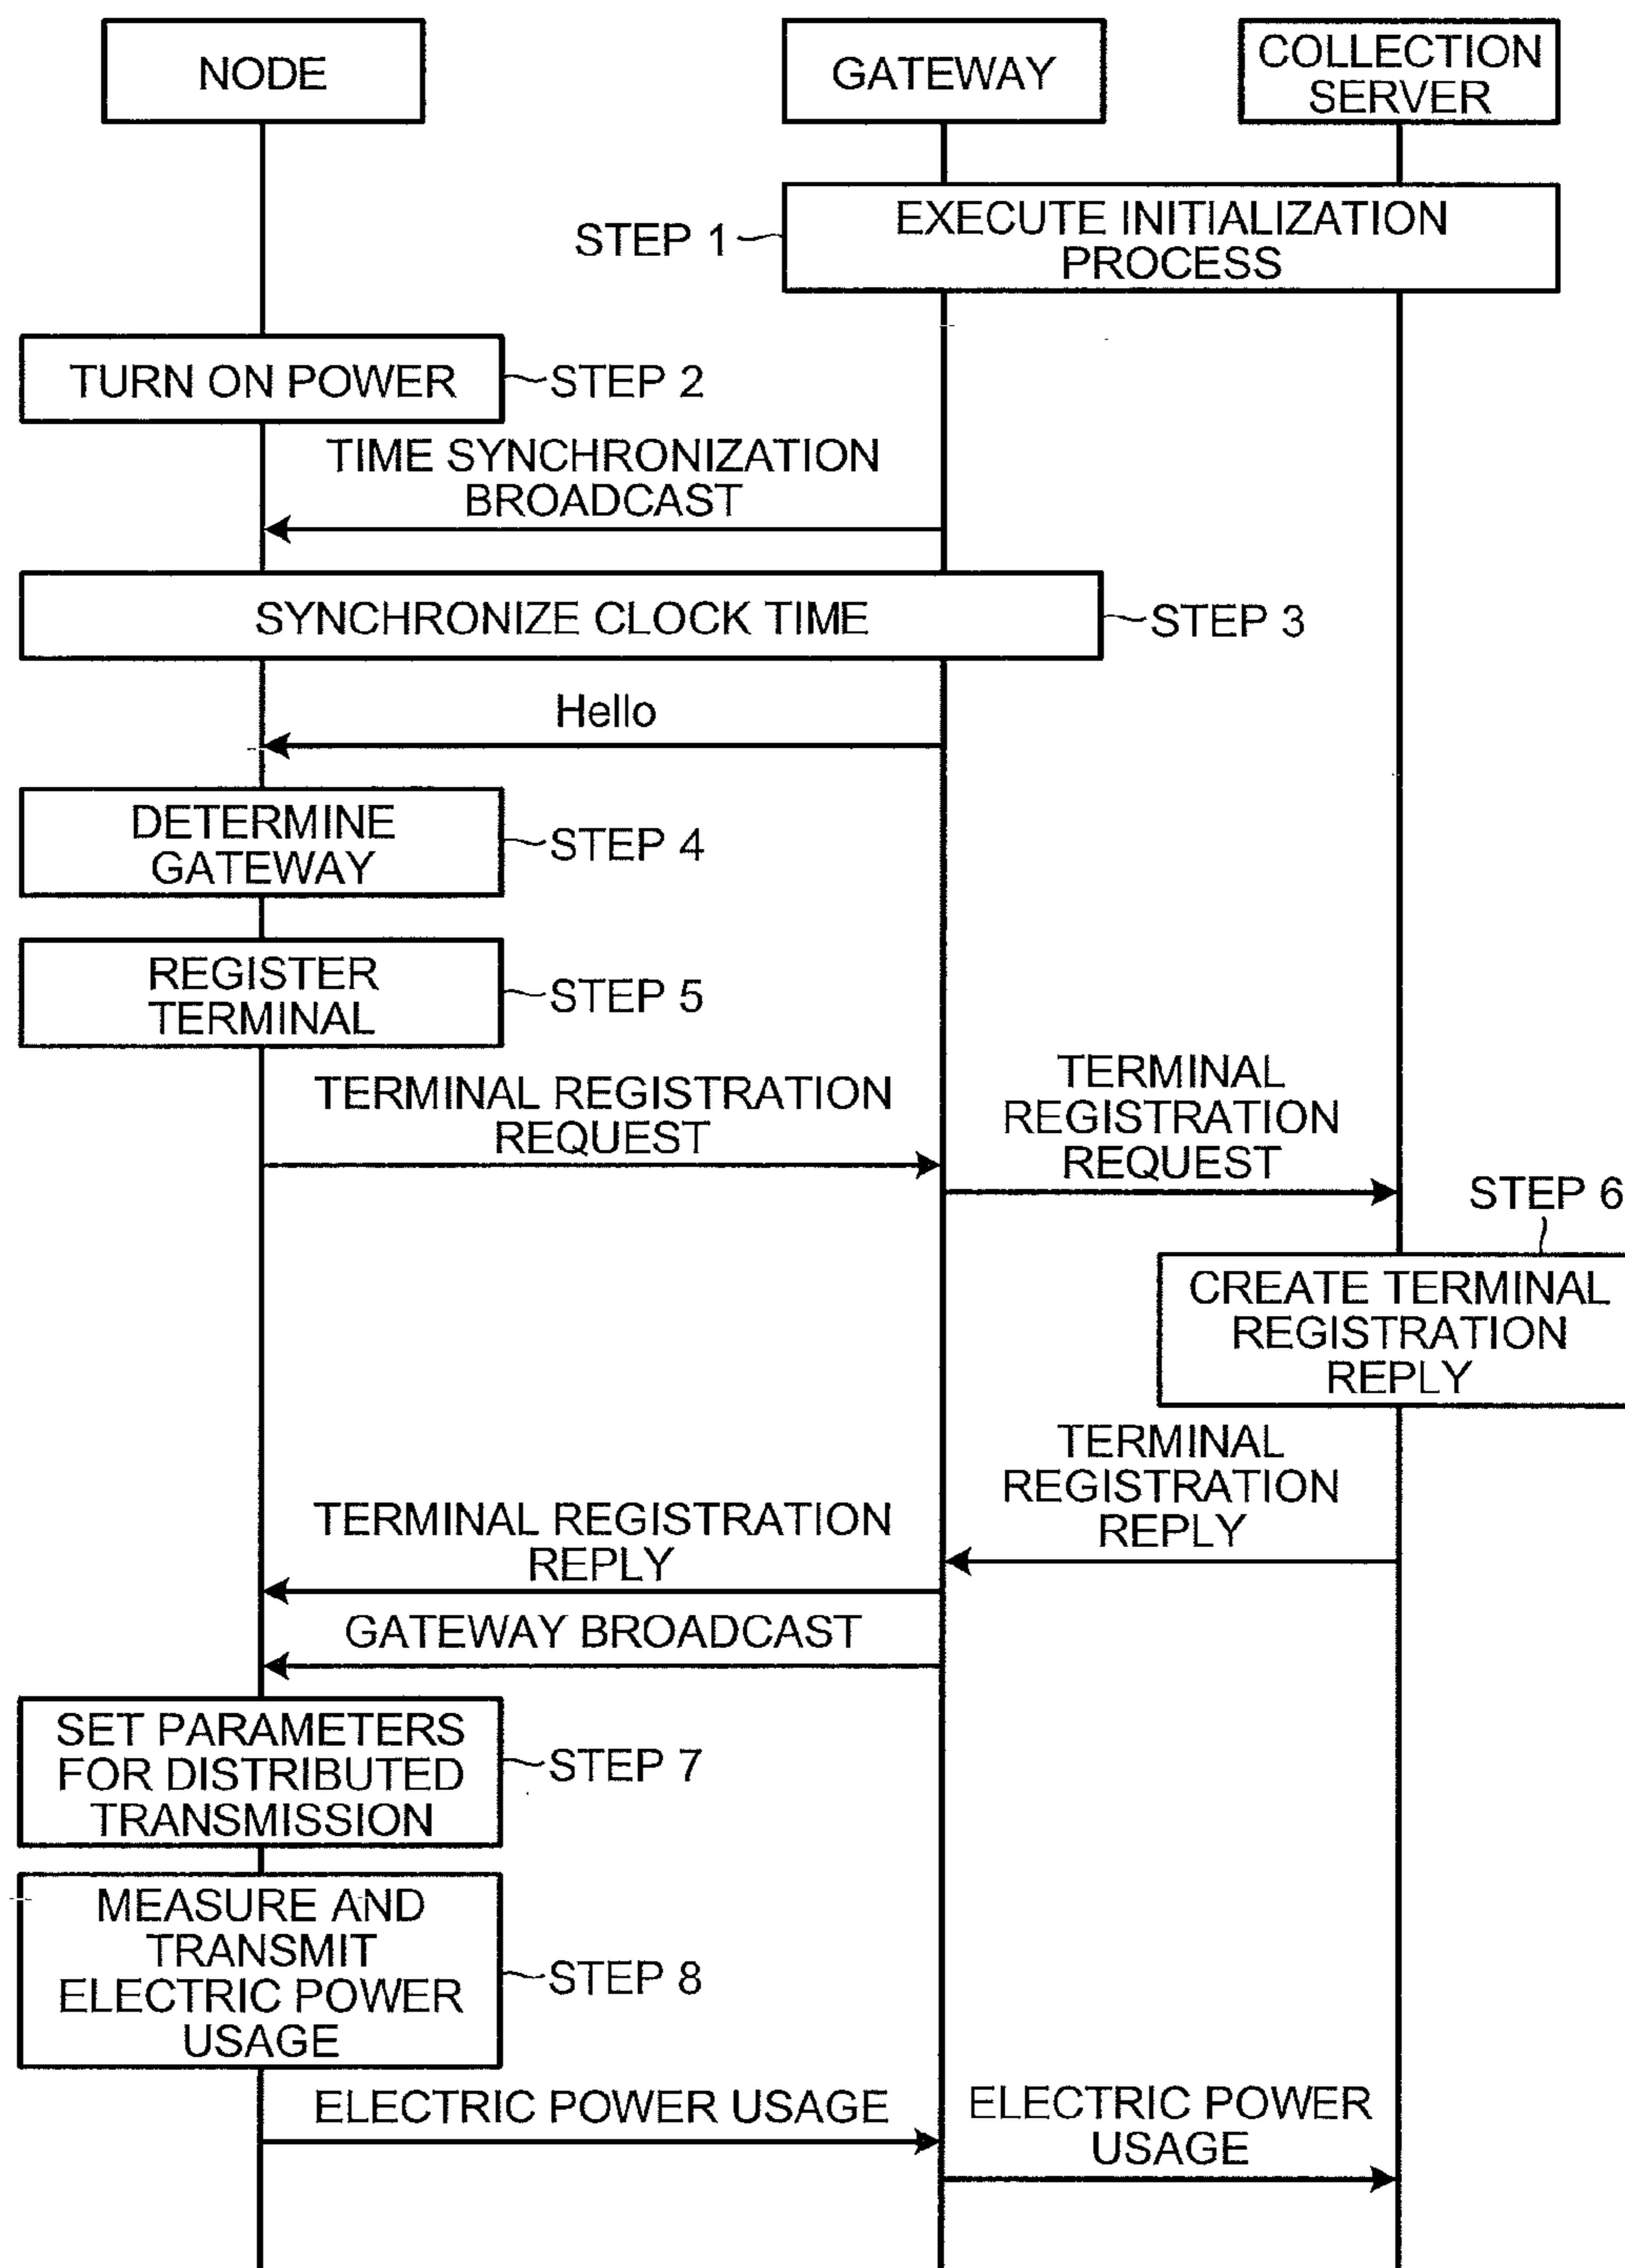 NODE
GATEWAY
COLLECTION
SERVER
EXECUTE INITIALIZATION
PROCESS
STEP 1
TURN ON POWER
STEP 2
TIME SYNCHRONIZATION
BROADCAST
SYNCHRONIZE CLOCK TIME
STEP 3
Hello
DETERMINE
GATEWAY
STEP 4
REGISTER
TERMINAL
STEP 5
TERMINAL REGISTRATION
REQUEST
TERMINAL
REGISTRATION
REQUEST
STEP 6
CREATE TERMINAL
REGISTRATION
REPLY
TERMINAL
REGISTRATION
REPLY
TERMINAL REGISTRATION
REPLY
GATEWAY BROADCAST
SET PARAMETERS
FOR DISTRIBUTED
TRANSMISSION
STEP 7
MEASURE AND
TRANSMIT
ELECTRIC POWER
USAGE
STEP 8
ELECTRIC POWER USAGE
ELECTRIC POWER
USAGE